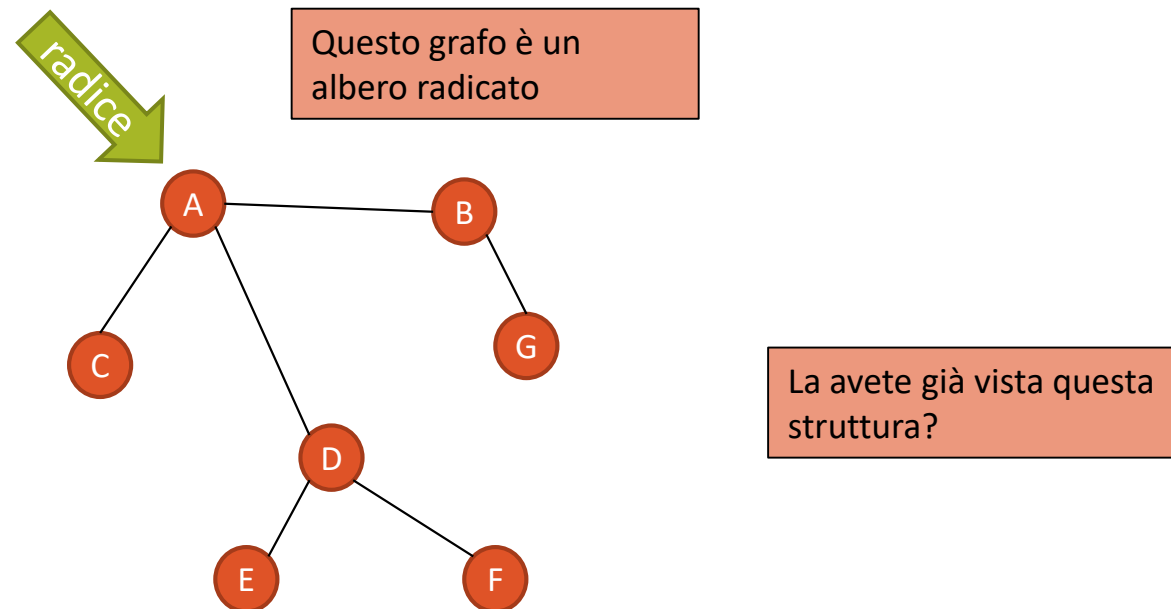 radice
Questo grafo è un
albero radicato
A
B
C
G
La avete già vista questa
struttura?
D
E
F